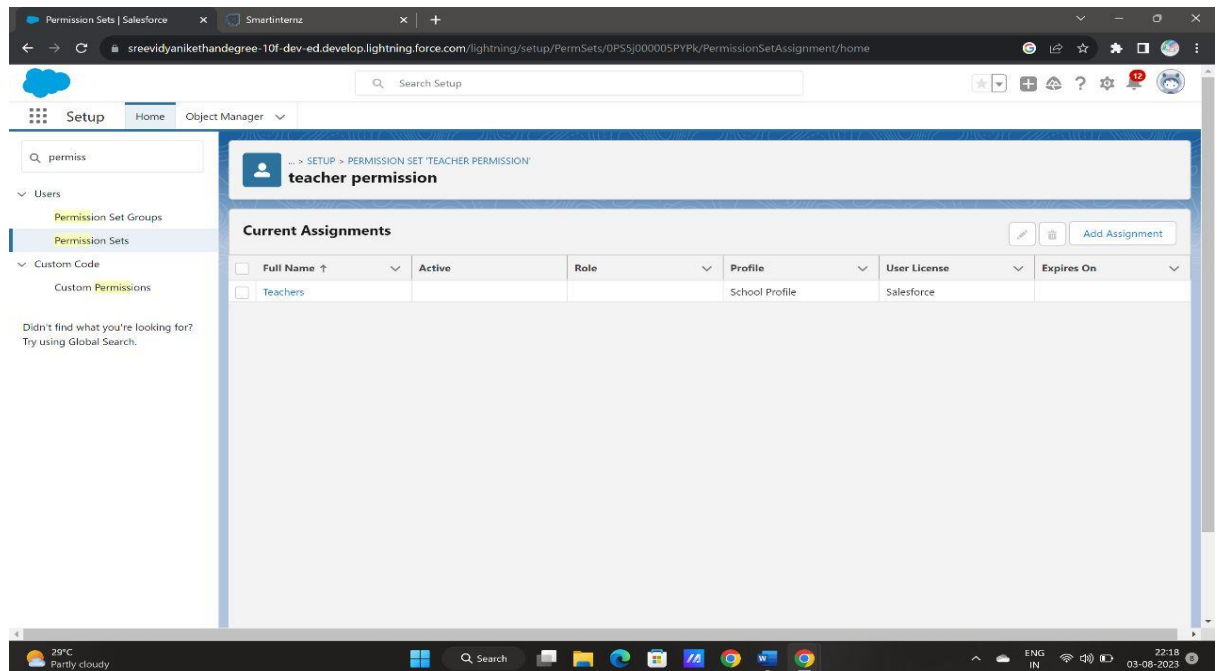 Permission Sets | Salesforce
Smartinternz
sreevidyanikethandegree-10f-dev-ed.develop.lightning.force.com/lightning/setup/PermSets/0PS5j000005PYPk/PermissionSetAssignment/home
Search Setup
12
Setup
Home
Object Manager
permiss
Users
Permission Set Groups
Permission Sets
Custom Code
Custom Permissions
Didn't find what you're looking for?
Try using Global Search.
... > SETUP > PERMISSION SET 'TEACHER PERMISSION'
teacher permission
Current Assignments
Add Assignment
Full Name ↑ Active Role Profile User License Expires On
Teachers School Profile Salesforce
29°C
Partly cloudy
Search
ENG
IN
22:18
03-08-2023